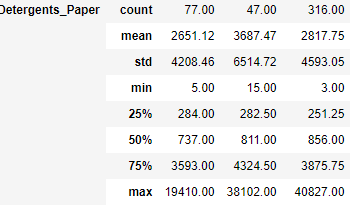 Detergents_Paper count 77.00 47.00 316.00
mean 2651.12 3687.47 2817.75
std 4208.46 6514.72 4593.05
min 5.00 15.00 3.00
25% 284.00 282.50 251.25
50% 737.00 811.00 856.00
75% 3593.00 4324.50 3875.75
max 19410.00 38102.00 40827.00